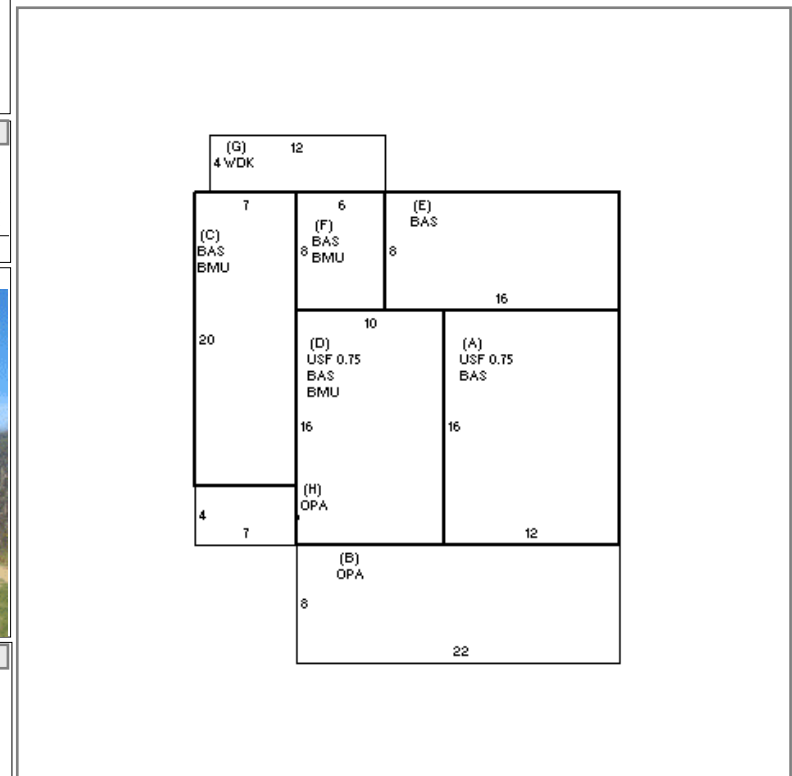 (G) 12
4 WDK
7 6 (E)
BAS
(F)
BAS
8 BMU
(C)
BAS
BMU
8
16
10
20
(D)
USF 0.75
BAS
BMU
(A)
USF 0.75
BAS
16
16
(H)
OPA
4
7
12
(B)
OPA
8
22